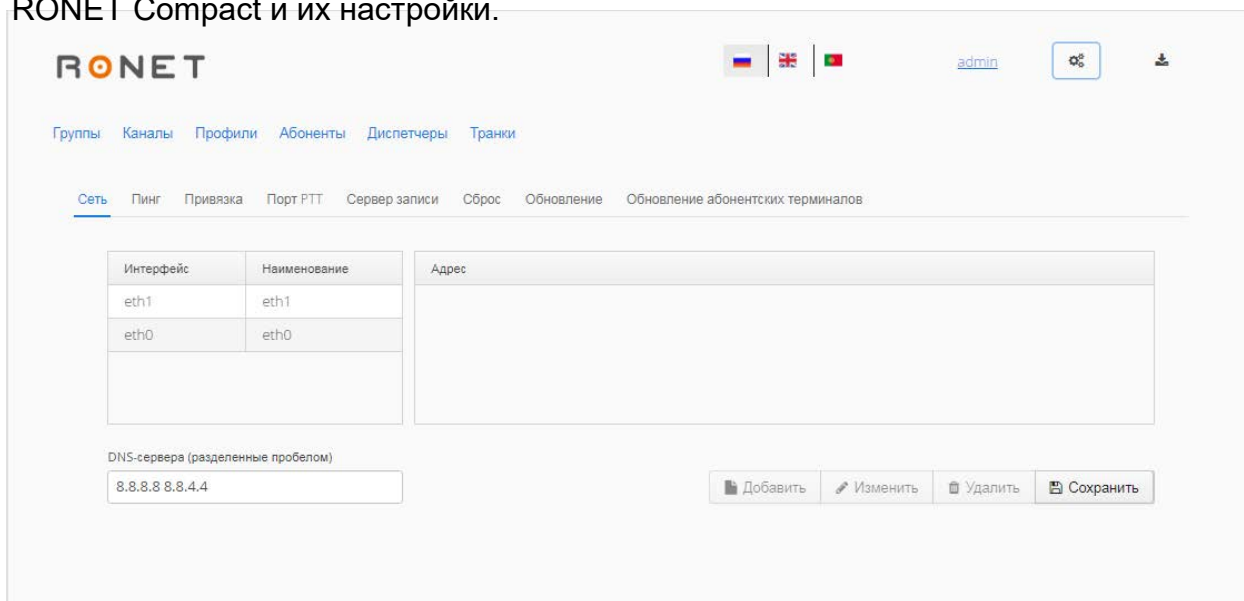 RONET Compact и их настройки.
RONET
admin
Группы Каналы Профили Абоненты Диспетчеры Транки
Сеть Пинг Привязка Порт РТТ Сервер записи Сброс Обновление Обновление абонентских терминалов
Интерфейс Наименование Адрес
eth1 eth1
eth0 eth0
DNS-сервера (разделенные пробелом)
8.8.8.8 8.8.4.4
Добавить Изменить Удалить Сохранить